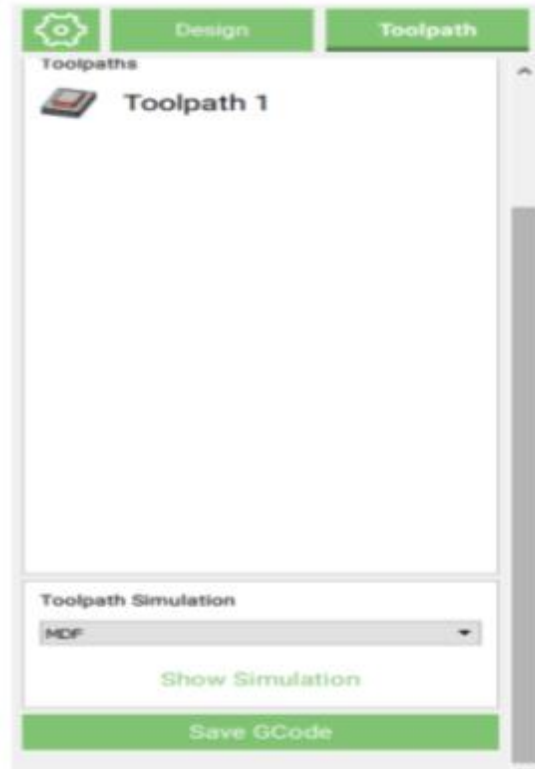 Design Toolpath
Toolpaths
Toolpath 1
Toolpath Simulation
MDF
Show Simulation
Save GCode